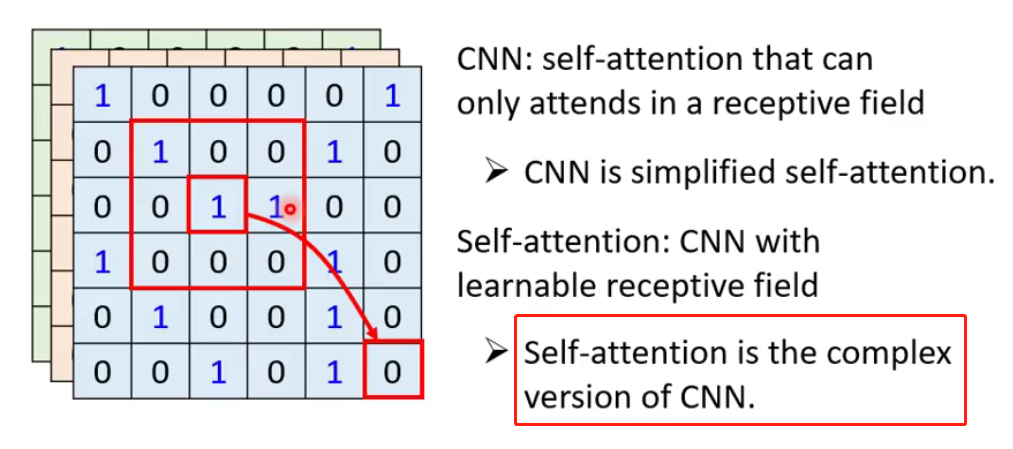 CNN: self-attention that can
only attends in a receptive field
➢ CNN is simplified self-attention.
Self-attention: CNN with
learnable receptive field
➢ Self-attention is the complex
version of CNN.
1 0 0 0 0 1
0 1 0 0 1 0
0 0 1 1 0 0
1 0 0 0 1 0
0 1 0 0 1 0
0 0 1 0 1 0